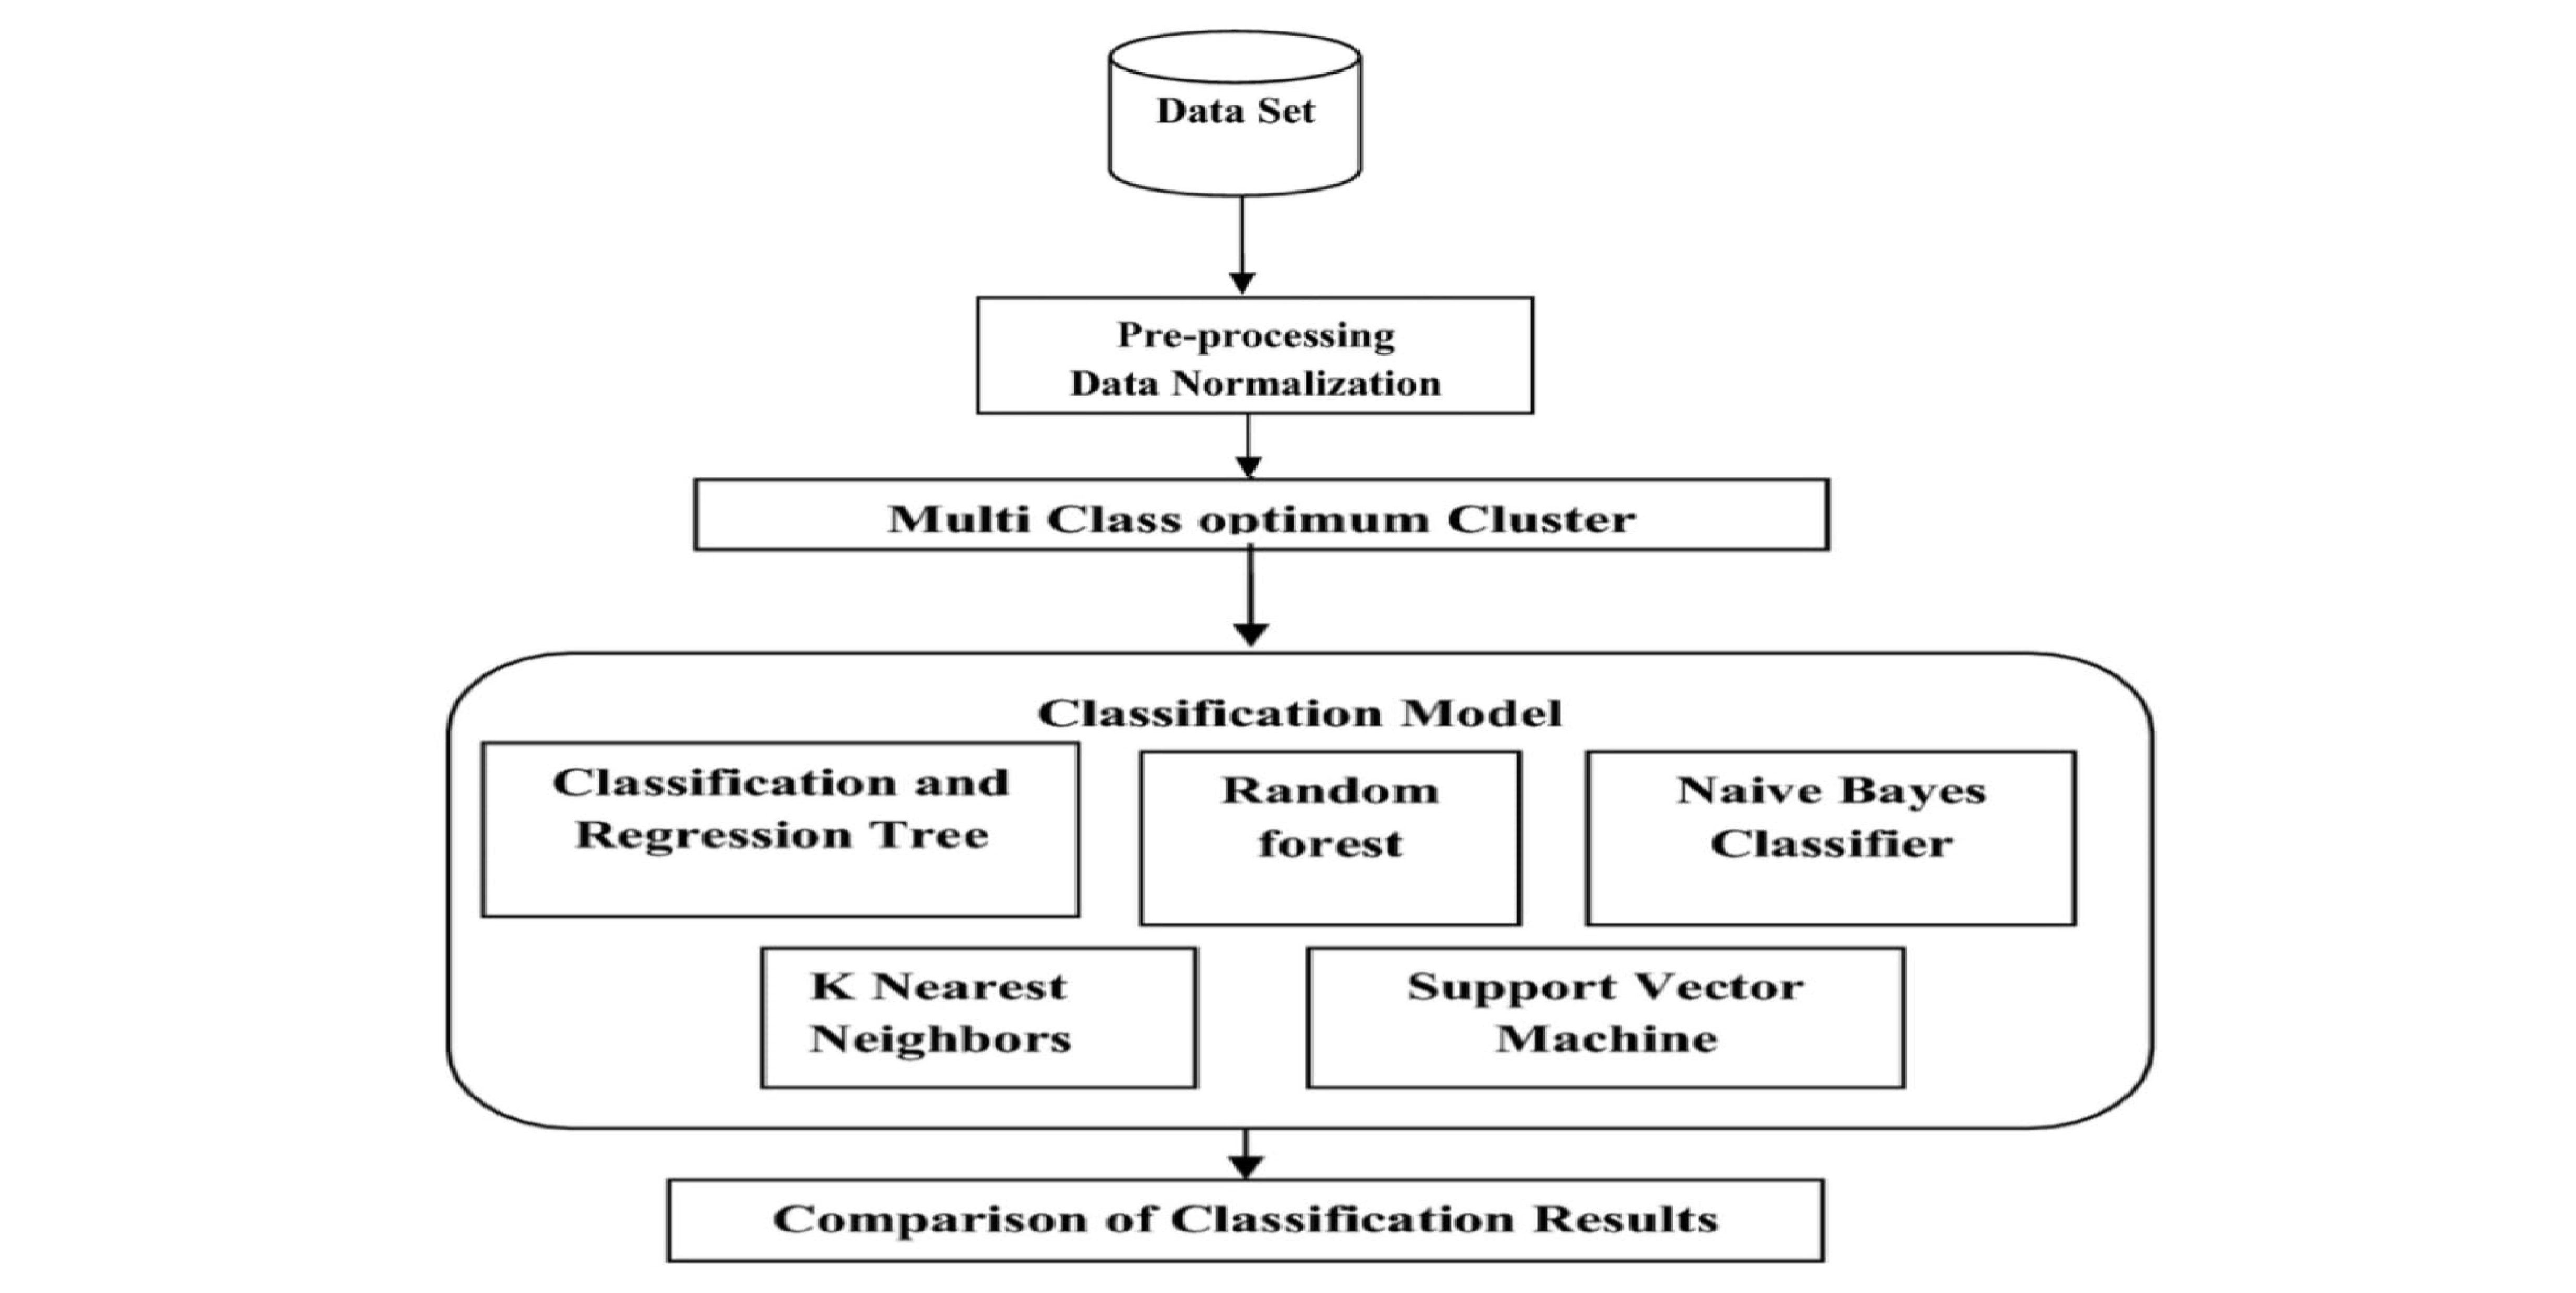 Data Set
Pre-processing
Data Normalization
Multi Class optimum Cluster
Classification Model
Classification and
Regression Tree
Random
forest
Naive Bayes
Classifier
K Nearest
Neighbors
Support Vector
Machine
Comparison of Classification Results